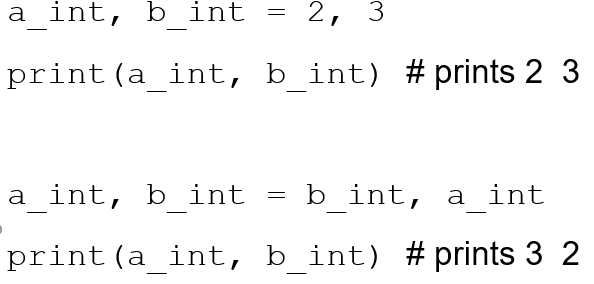 a_int, b_int = 2, 3
print(a_int, b_int) # prints 2 3
a_int, b_int = b_int, a_int
print(a_int, b_int) # prints 3 2